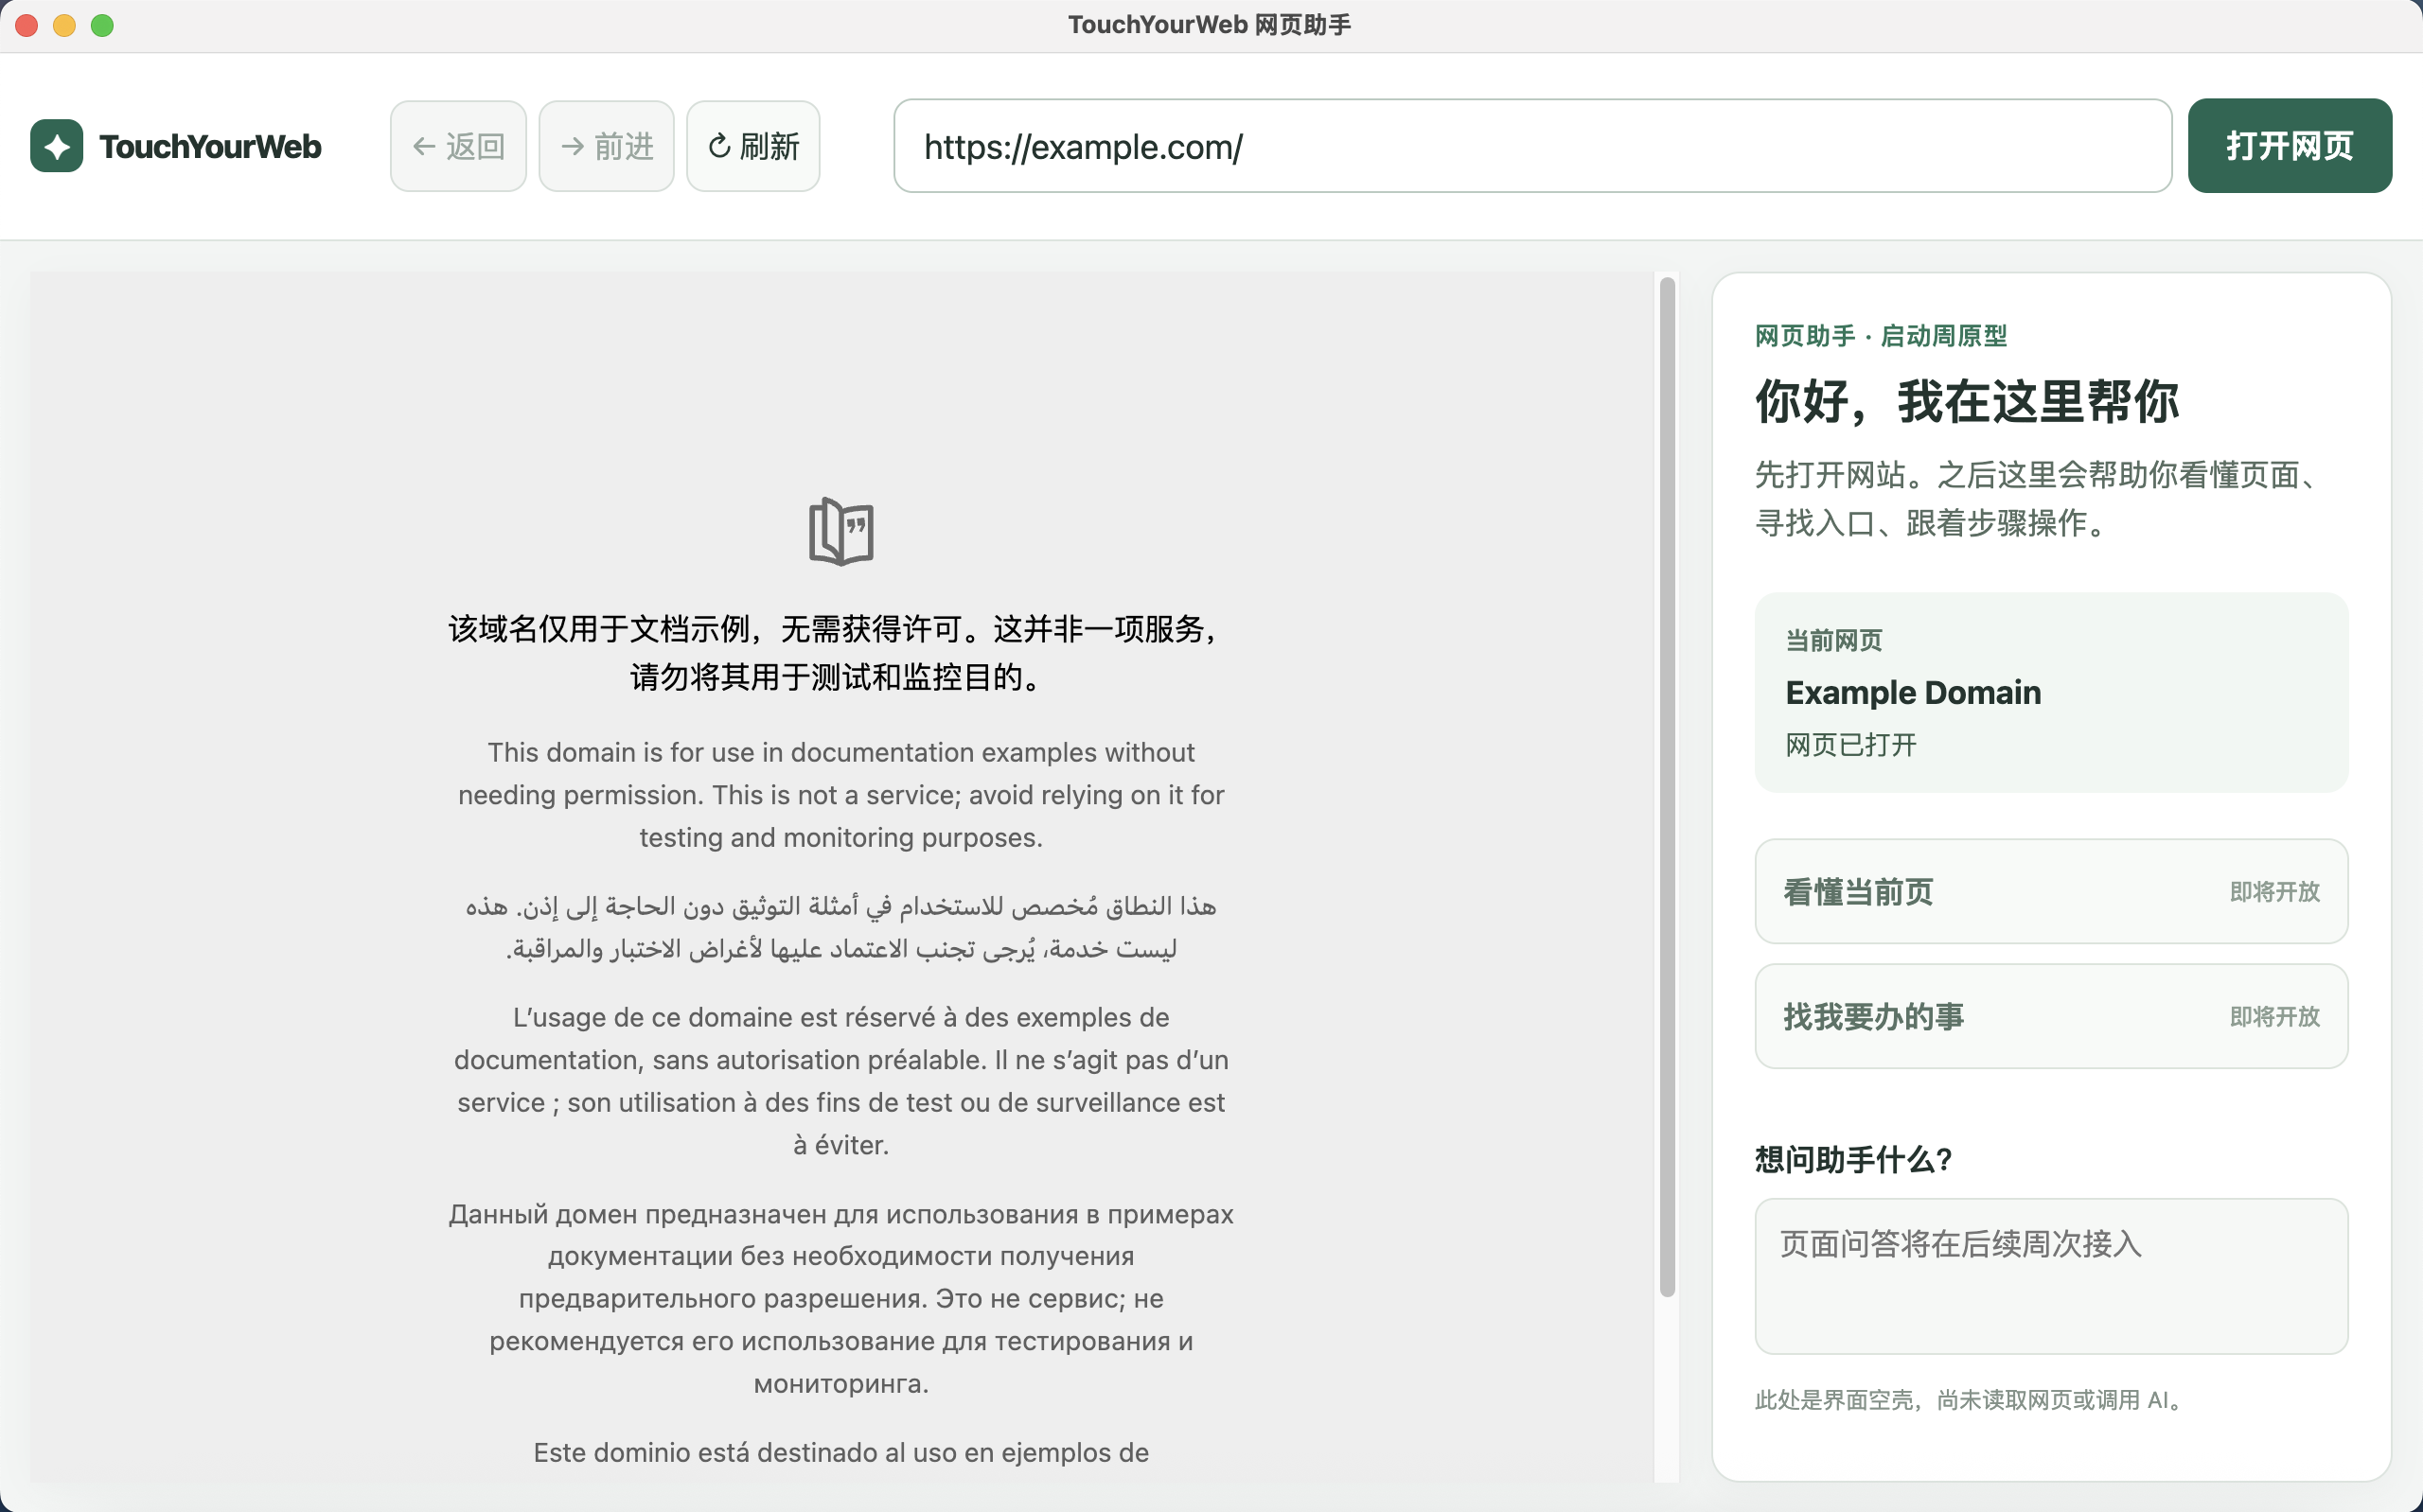 TouchYourWeb 网页助手
TouchYourWeb
← 返回
→ 前进
↻ 刷新
https://example.com/
打开网页
该域名仅用于文档示例，无需获得许可。这并非一项服务，
请勿将其用于测试和监控目的。
This domain is for use in documentation examples without
needing permission. This is not a service; avoid relying on it for
testing and monitoring purposes.
هذا النطاق مُخصص للاستخدام في أمثلة التوثيق دون الحاجة إلى إذن. هذه
ليست خدمة، يُرجى تجنب الاعتماد عليها لأغراض الاختبار والمراقبة.
L’usage de ce domaine est réservé à des exemples de
documentation, sans autorisation préalable. Il ne s’agit pas d’un
service ; son utilisation à des fins de test ou de surveillance est
à éviter.
Данный домен предназначен для использования в примерах
документации без необходимости получения
предварительного разрешения. Это не сервис; не
рекомендуется его использование для тестирования и
мониторинга.
Este dominio está destinado al uso en ejemplos de
网页助手 · 启动周原型
你好，我在这里帮你
先打开网站。之后这里会帮助你看懂页面、
寻找入口、跟着步骤操作。
当前网页
Example Domain
网页已打开
看懂当前页
即将开放
找我要办的事
即将开放
想问助手什么？
页面问答将在后续周次接入
此处是界面空壳，尚未读取网页或调用 AI。